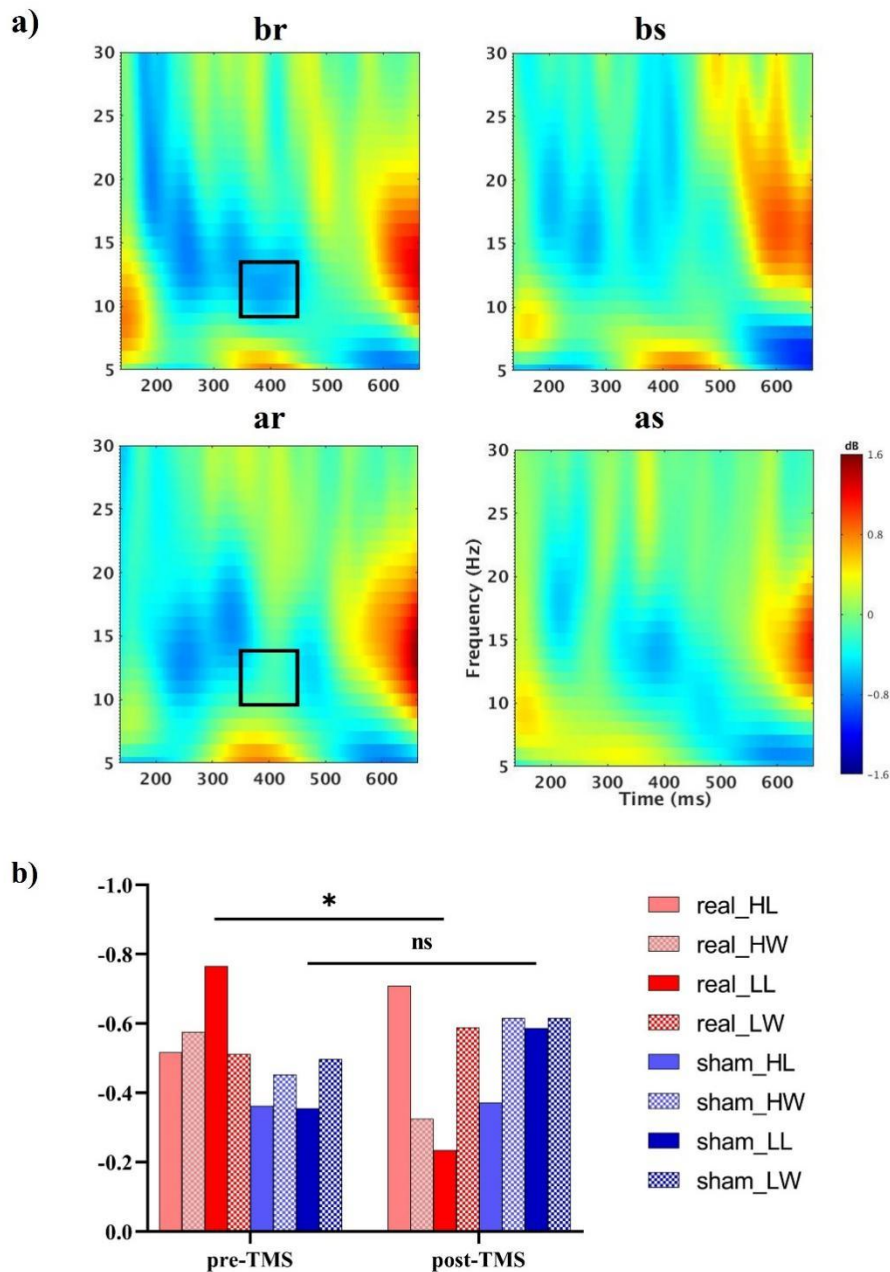 a)
br
bs
30
25
20
15
10
5
200 300 400 500 600
30
25
20
15
10
5
200 300 400 500 600
ar
as
30
25
20
15
10
5
200 300 400 500 600
Frequency (Hz)
30
25
20
15
10
5
200 300 400 500 600
Time (ms)
dB
1.6
0.8
0
-0.8
-1.6
b)
-1.0
-0.8
-0.6
-0.4
-0.2
0.0
*
ns
pre-TMS
post-TMS
real_HL
real_HW
real_LL
real_LW
sham_HL
sham_HW
sham_LL
sham_LW